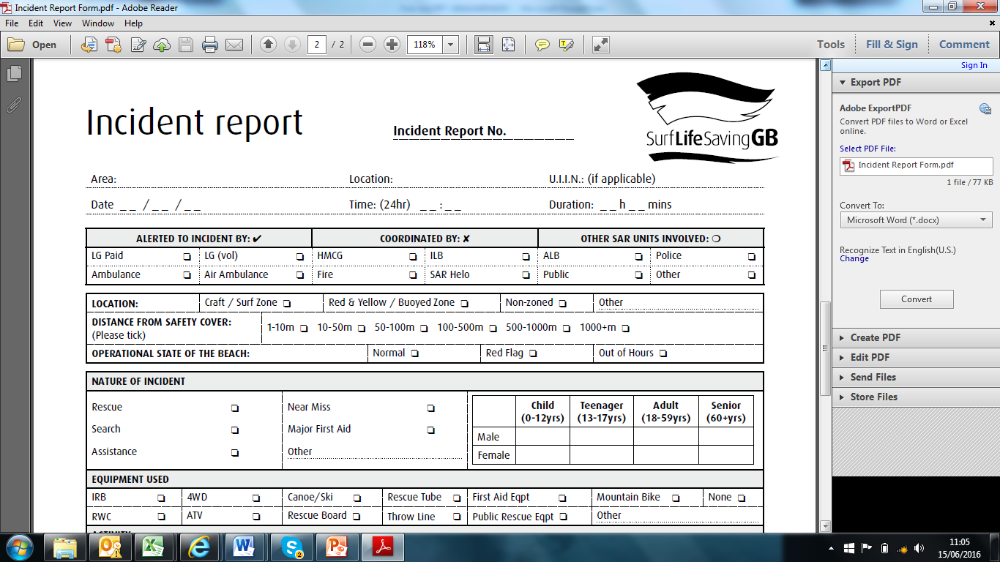 Incident Report Form.pdf - Adobe Reader
File Edit View Window Help
Open 2 / 2 118% Tools Fill & Sign Comment
Sign In
Incident report
Incident Report No. _ _ _ _ _ _ _ _
SurfLifeSavingGB
Area: Location: U.I.I.N.: (if applicable)
Date _ _ / _ _ / _ _ Time: (24hr) _ _ : _ _ Duration: _ _ h _ _ mins
ALERTED TO INCIDENT BY: ✔ COORDINATED BY: ✘ OTHER SAR UNITS INVOLVED: ❍
LG Paid ❏ LG (vol) ❏ HMCG ❏ ILB ❏ ALB ❏ Police ❏
Ambulance ❏ Air Ambulance ❏ Fire ❏ SAR Helo ❏ Public ❏ Other ❏
LOCATION: Craft / Surf Zone ❏ Red & Yellow / Buoyed Zone ❏ Non-zoned ❏ Other
DISTANCE FROM SAFETY COVER:
(Please tick)
1-10m ❏ 10-50m ❏ 50-100m ❏ 100-500m ❏ 500-1000m ❏ 1000+m ❏
OPERATIONAL STATE OF THE BEACH: Normal ❏ Red Flag ❏ Out of Hours ❏
NATURE OF INCIDENT
Rescue ❏ Near Miss ❏
Search ❏ Major First Aid ❏
Assistance ❏ Other
Child Teenager Adult Senior
(0-12yrs) (13-17yrs) (18-59yrs) (60+yrs)
Male
Female
EQUIPMENT USED
IRB ❏ 4WD ❏ Canoe/Ski ❏ Rescue Tube ❏ First Aid Eqpt ❏ Mountain Bike ❏ None ❏
RWC ❏ ATV ❏ Rescue Board ❏ Throw Line ❏ Public Rescue Eqpt ❏ Other
ACTIVITY
Export PDF
Adobe ExportPDF
Convert PDF files to Word or Excel
online.
Select PDF File:
Incident Report Form.pdf
1 file / 77 KB
Convert To:
Microsoft Word (*.docx)
Recognize Text in English(U.S.)
Change
Convert
Create PDF
Edit PDF
Send Files
Store Files
2
11:05
15/06/2016